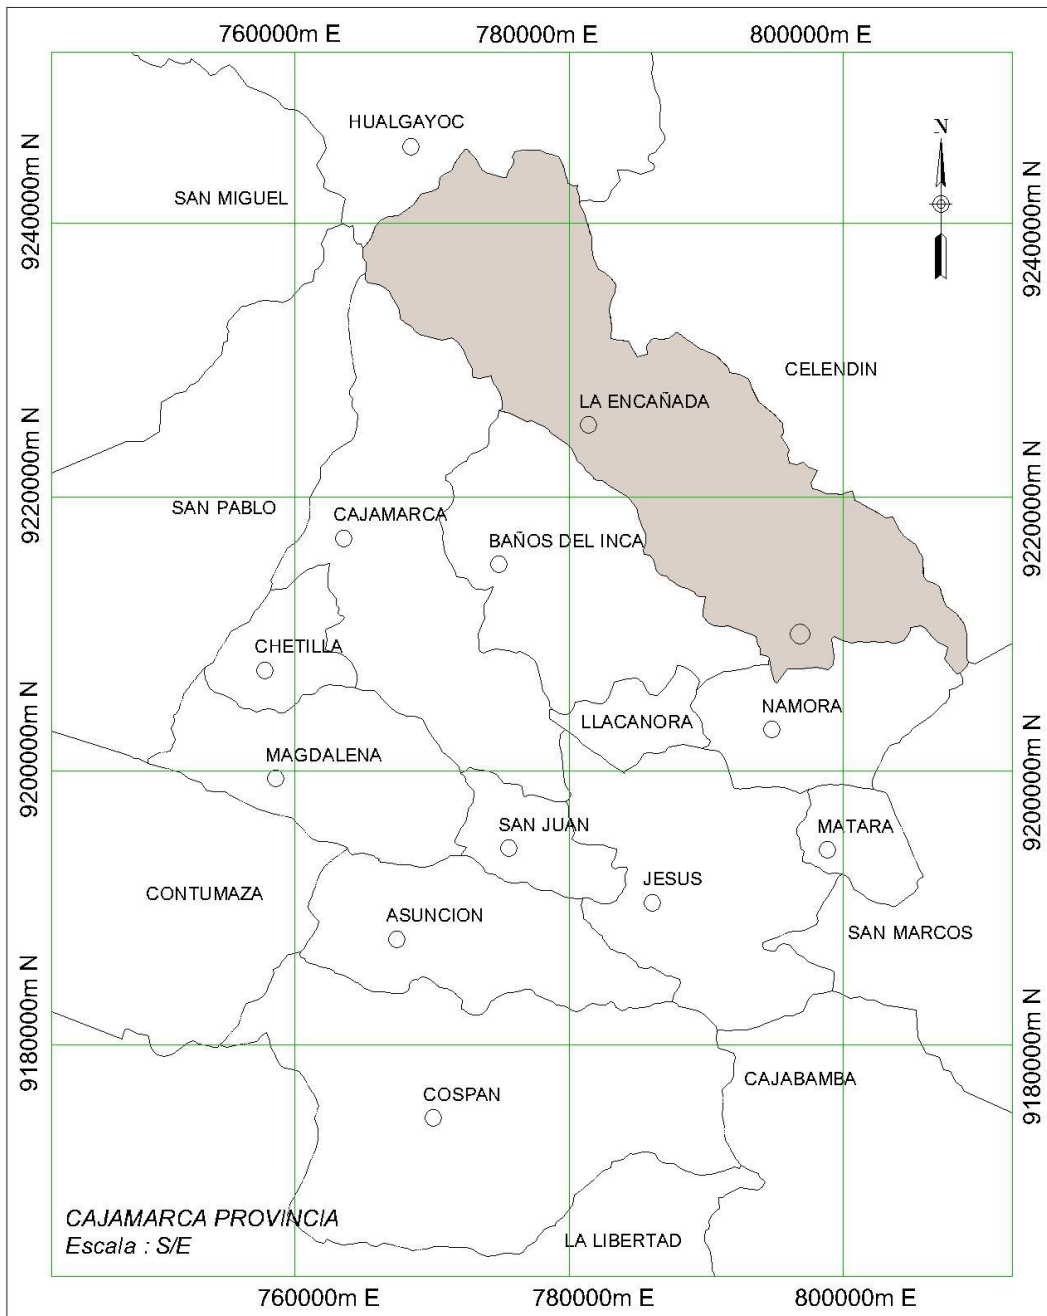 760000m E
780000m E
800000m E
N
HUALGAYOC
SAN MIGUEL
9240000m N
9240000m N
CELENDIN
LA ENCAÑADA
9220000m N
9220000m N
SAN PABLO
CAJAMARCA
BAÑOS DEL INCA
CHETILLA
NAMORA
LLACANORA
MAGDALENA
9200000m N
9200000m N
SAN JUAN
MATARA
JESUS
CONTUMAZA
ASUNCION
SAN MARCOS
9180000m N
9180000m N
CAJABAMBA
COSPAN
CAJAMARCA PROVINCIA
Escala : S/E
LA LIBERTAD
760000m E
780000m E
800000m E